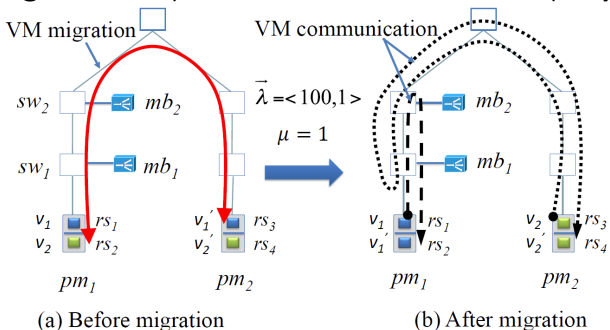 VM migration
VM communication
sw₂
mb₂
sw₁
mb₁
v₁
rs₁
v₂
rs₂
pm₁
v₁'
rs₃
v₂'
rs₄
pm₂
λ⃗ =<100,1>
μ = 1
mb₂
mb₁
v₁
rs₁
v₁'
rs₂
pm₁
v₂
rs₃
v₂'
rs₄
pm₂
(a) Before migration
(b) After migration